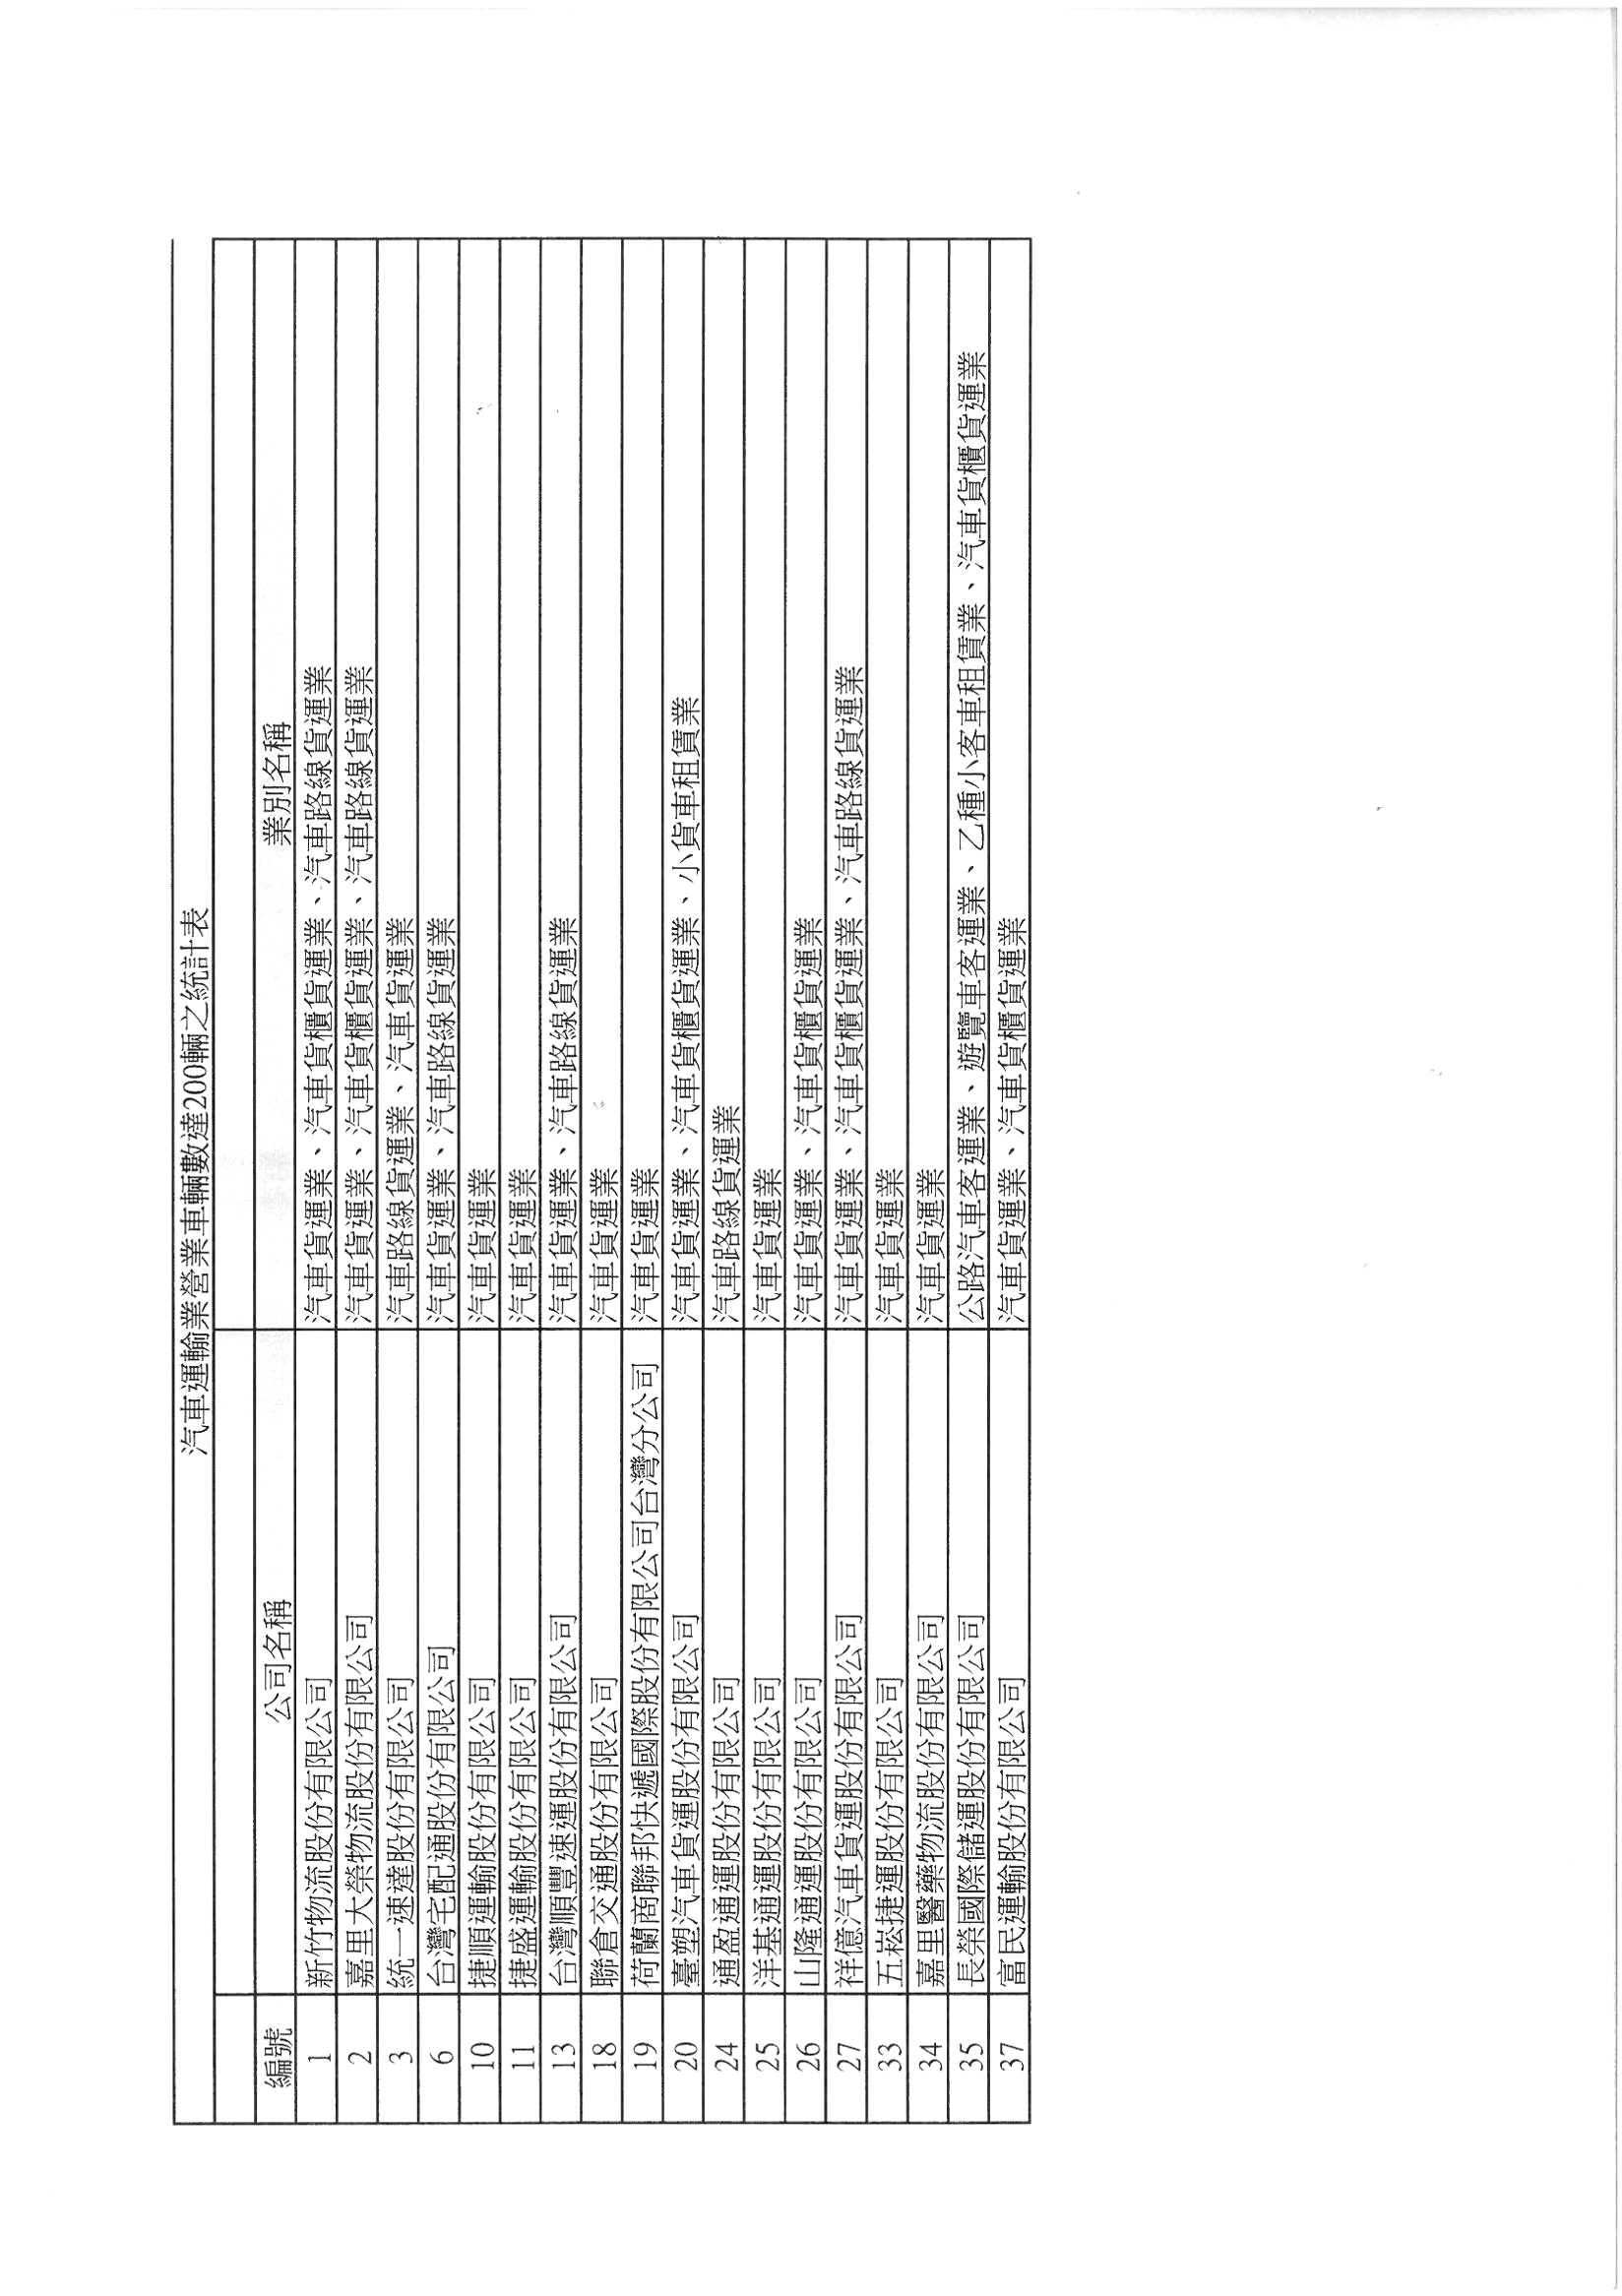 汽車運輸業營業車輛數達200輛之統計表
編號 公司名稱 業別名稱
1 新竹物流股份有限公司 汽車貨運業、汽車貨櫃貨運業、汽車路線貨運業
2 嘉里大榮物流股份有限公司 汽車貨運業、汽車貨櫃貨運業、汽車路線貨運業
3 統一速達股份有限公司 汽車路線貨運業、汽車貨運業
6 台灣宅配通股份有限公司 汽車貨運業、汽車路線貨運業
10 捷順運輸股份有限公司 汽車貨運業
11 捷盛運輸股份有限公司 汽車貨運業
13 台灣順豐速運股份有限公司 汽車貨運業、汽車路線貨運業
18 聯倉交通股份有限公司 汽車貨運業
19 荷蘭商聯邦快遞國際股份有限公司台灣分公司 汽車貨運業
20 臺塑汽車貨運股份有限公司 汽車貨運業、汽車貨櫃貨運業、小貨車租賃業
24 通盈通運股份有限公司 汽車路線貨運業
25 洋基通運股份有限公司 汽車貨運業
26 山隆通運股份有限公司 汽車貨運業、汽車貨櫃貨運業
27 祥億汽車貨運股份有限公司 汽車貨運業、汽車貨櫃貨運業、汽車路線貨運業
33 五崧捷運股份有限公司 汽車貨運業
34 嘉里醫藥物流股份有限公司 汽車貨運業
35 長榮國際儲運股份有限公司 公路汽車客運業、遊覽車客運業、乙種小客車租賃業、汽車貨櫃貨運業
37 富民運輸股份有限公司 汽車貨運業、汽車貨櫃貨運業